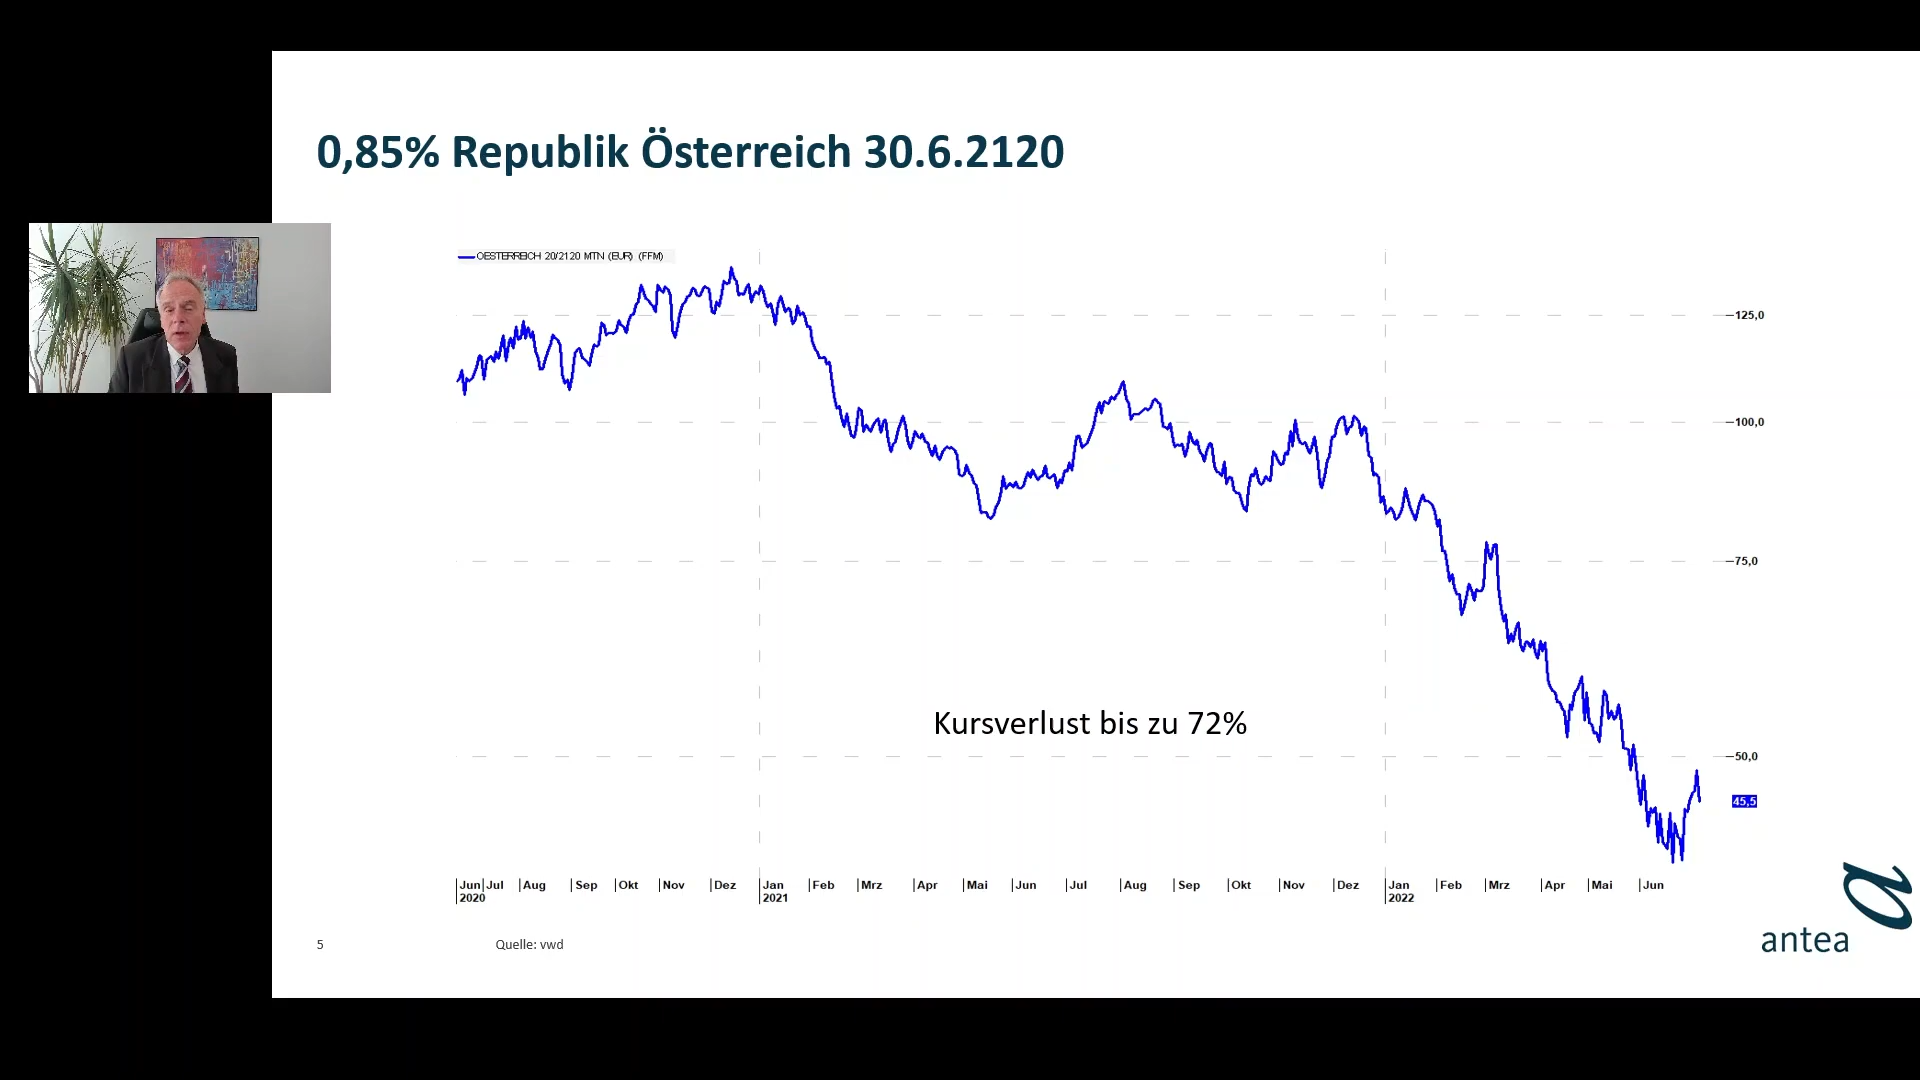 0,85% Republik Österreich 30.6.2120
OESTERREICH 20/2120 MTN (EUR) (FFM)
125,0
100,0
75,0
Kursverlust bis zu 72%
50,0
45,5
Jun Jul Aug Sep Okt Nov Dez Jan Feb Mrz Apr Mai Jun Jul Aug Sep Okt Nov Dez Jan Feb Mrz Apr Mai Jun
2020 2021 2022
5 Quelle: vwd
antea